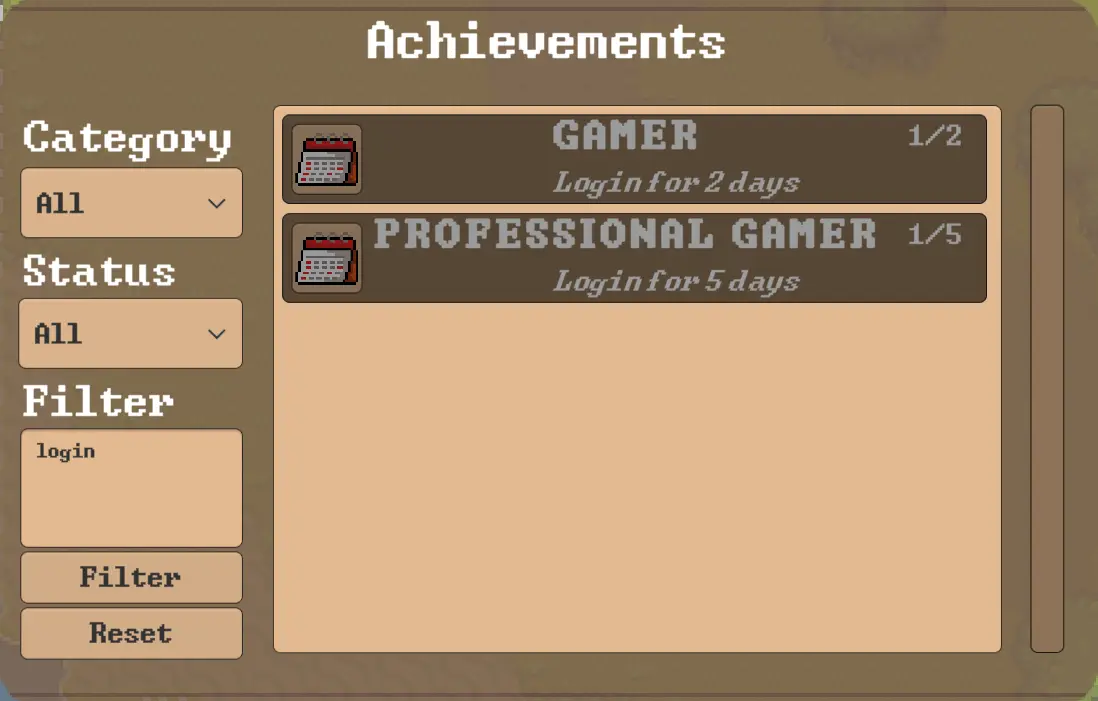 Achievements
Category
All
Status
All
Filter
login
Filter
Reset
GAMER
1/2
Login for 2 days
PROFESSIONAL GAMER
1/5
Login for 5 days